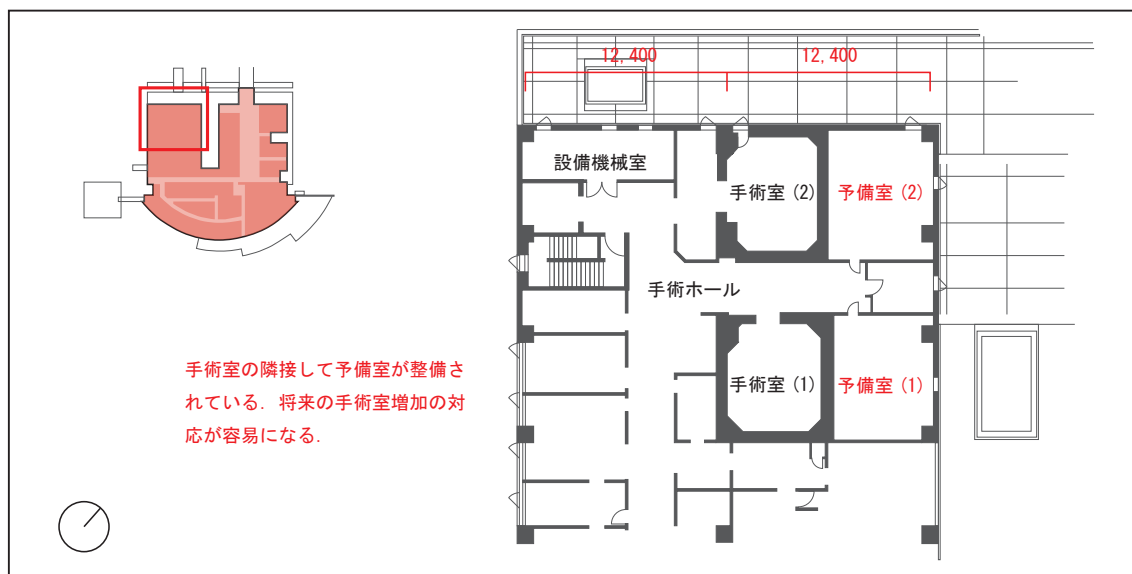 12,400
12,400
設備機械室
手術室(2)
予備室(2)
手術ホール
手術室の隣接して予備室が整備さ
れている. 将来の手術室増加の対
応が容易になる.
手術室(1)
予備室(1)